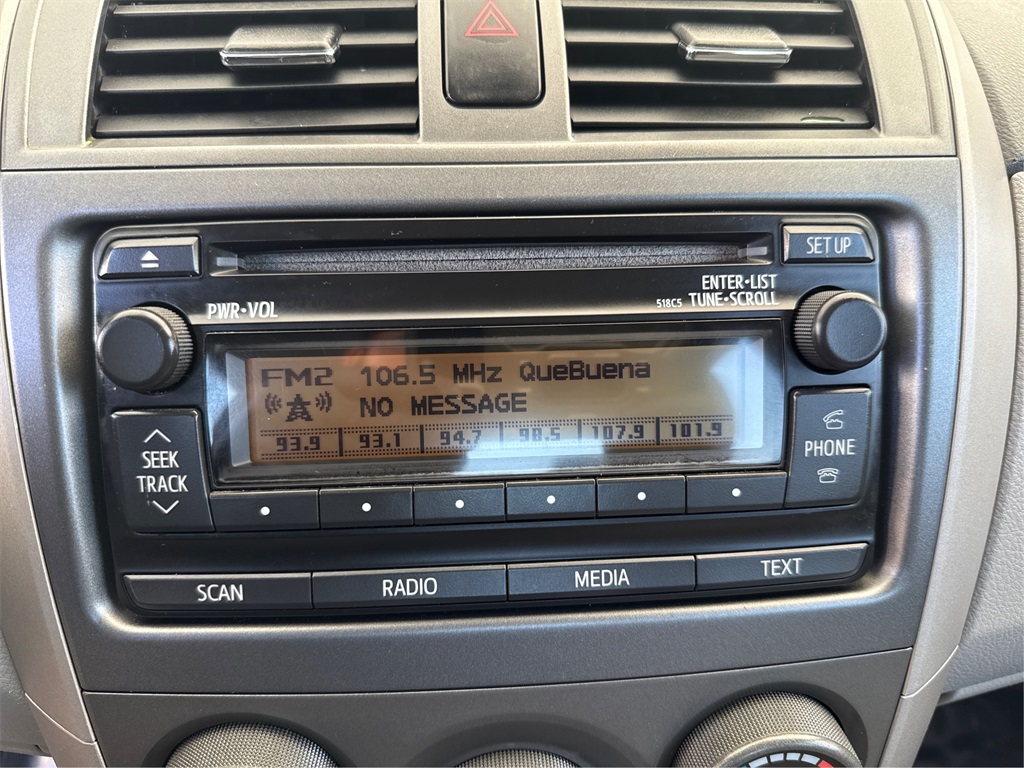 SET UP
PWR•VOL
ENTER•LIST
518C5 TUNE•SCROLL
FM2 106.5 MHz QueBuena
NO MESSAGE
93.9 93.1 94.7 98.5 107.9 101.9
SEEK
TRACK
PHONE
SCAN RADIO MEDIA TEXT